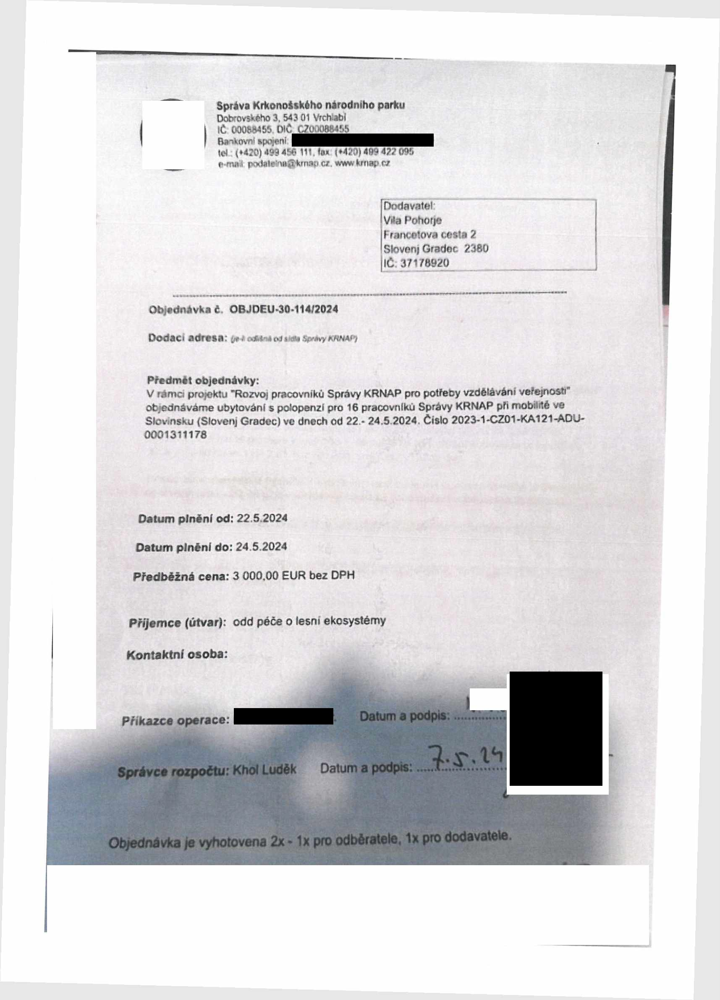 Správa Krkonošského národního parku
Dobrovského 3, 543 01 Vrchlabí
IČ: 00088455, DIČ: CZ00088455
Bankovní spojení:
tel.: (+420) 499 456 111, fax: (+420) 499 422 095
e-mail: podatelna@krnap.cz, www.krnap.cz
Dodavatel:
Vila Pohorje
Francetova cesta 2
Slovenj Gradec 2380
IČ: 37178920
Objednávka č. OBJDEU-30-114/2024
Dodací adresa: (je-li odlišná od sídla Správy KRNAP)
Předmět objednávky:
V rámci projektu "Rozvoj pracovníků Správy KRNAP pro potřeby vzdělávání veřejnosti"
objednáváme ubytování s polopenzí pro 16 pracovníků Správy KRNAP při mobilitě ve
Slovinsku (Slovenj Gradec) ve dnech od 22.- 24.5.2024. Číslo 2023-1-CZ01-KA121-ADU-
0001311178
Datum plnění od: 22.5.2024
Datum plnění do: 24.5.2024
Předběžná cena: 3 000,00 EUR bez DPH
Příjemce (útvar): odd péče o lesní ekosystémy
Kontaktní osoba:
Příkazce operace: Datum a podpis:
Správce rozpočtu: Khol Luděk Datum a podpis: 7.5.24
Objednávka je vyhotovena 2x - 1x pro odběratele, 1x pro dodavatele.